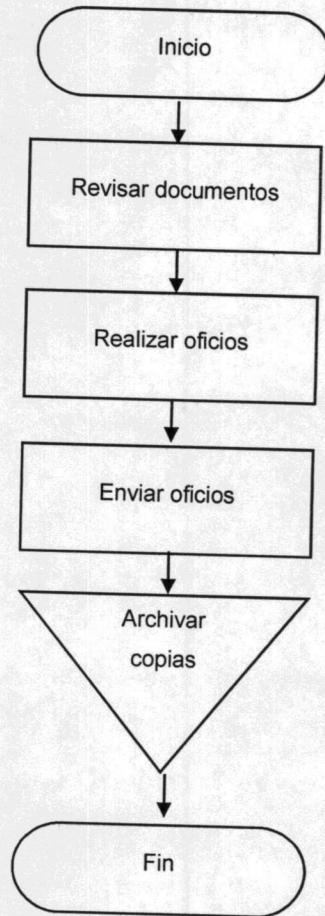 Inicio
Revisar documentos
Realizar oficios
Enviar oficios
Archivar
copias
Fin